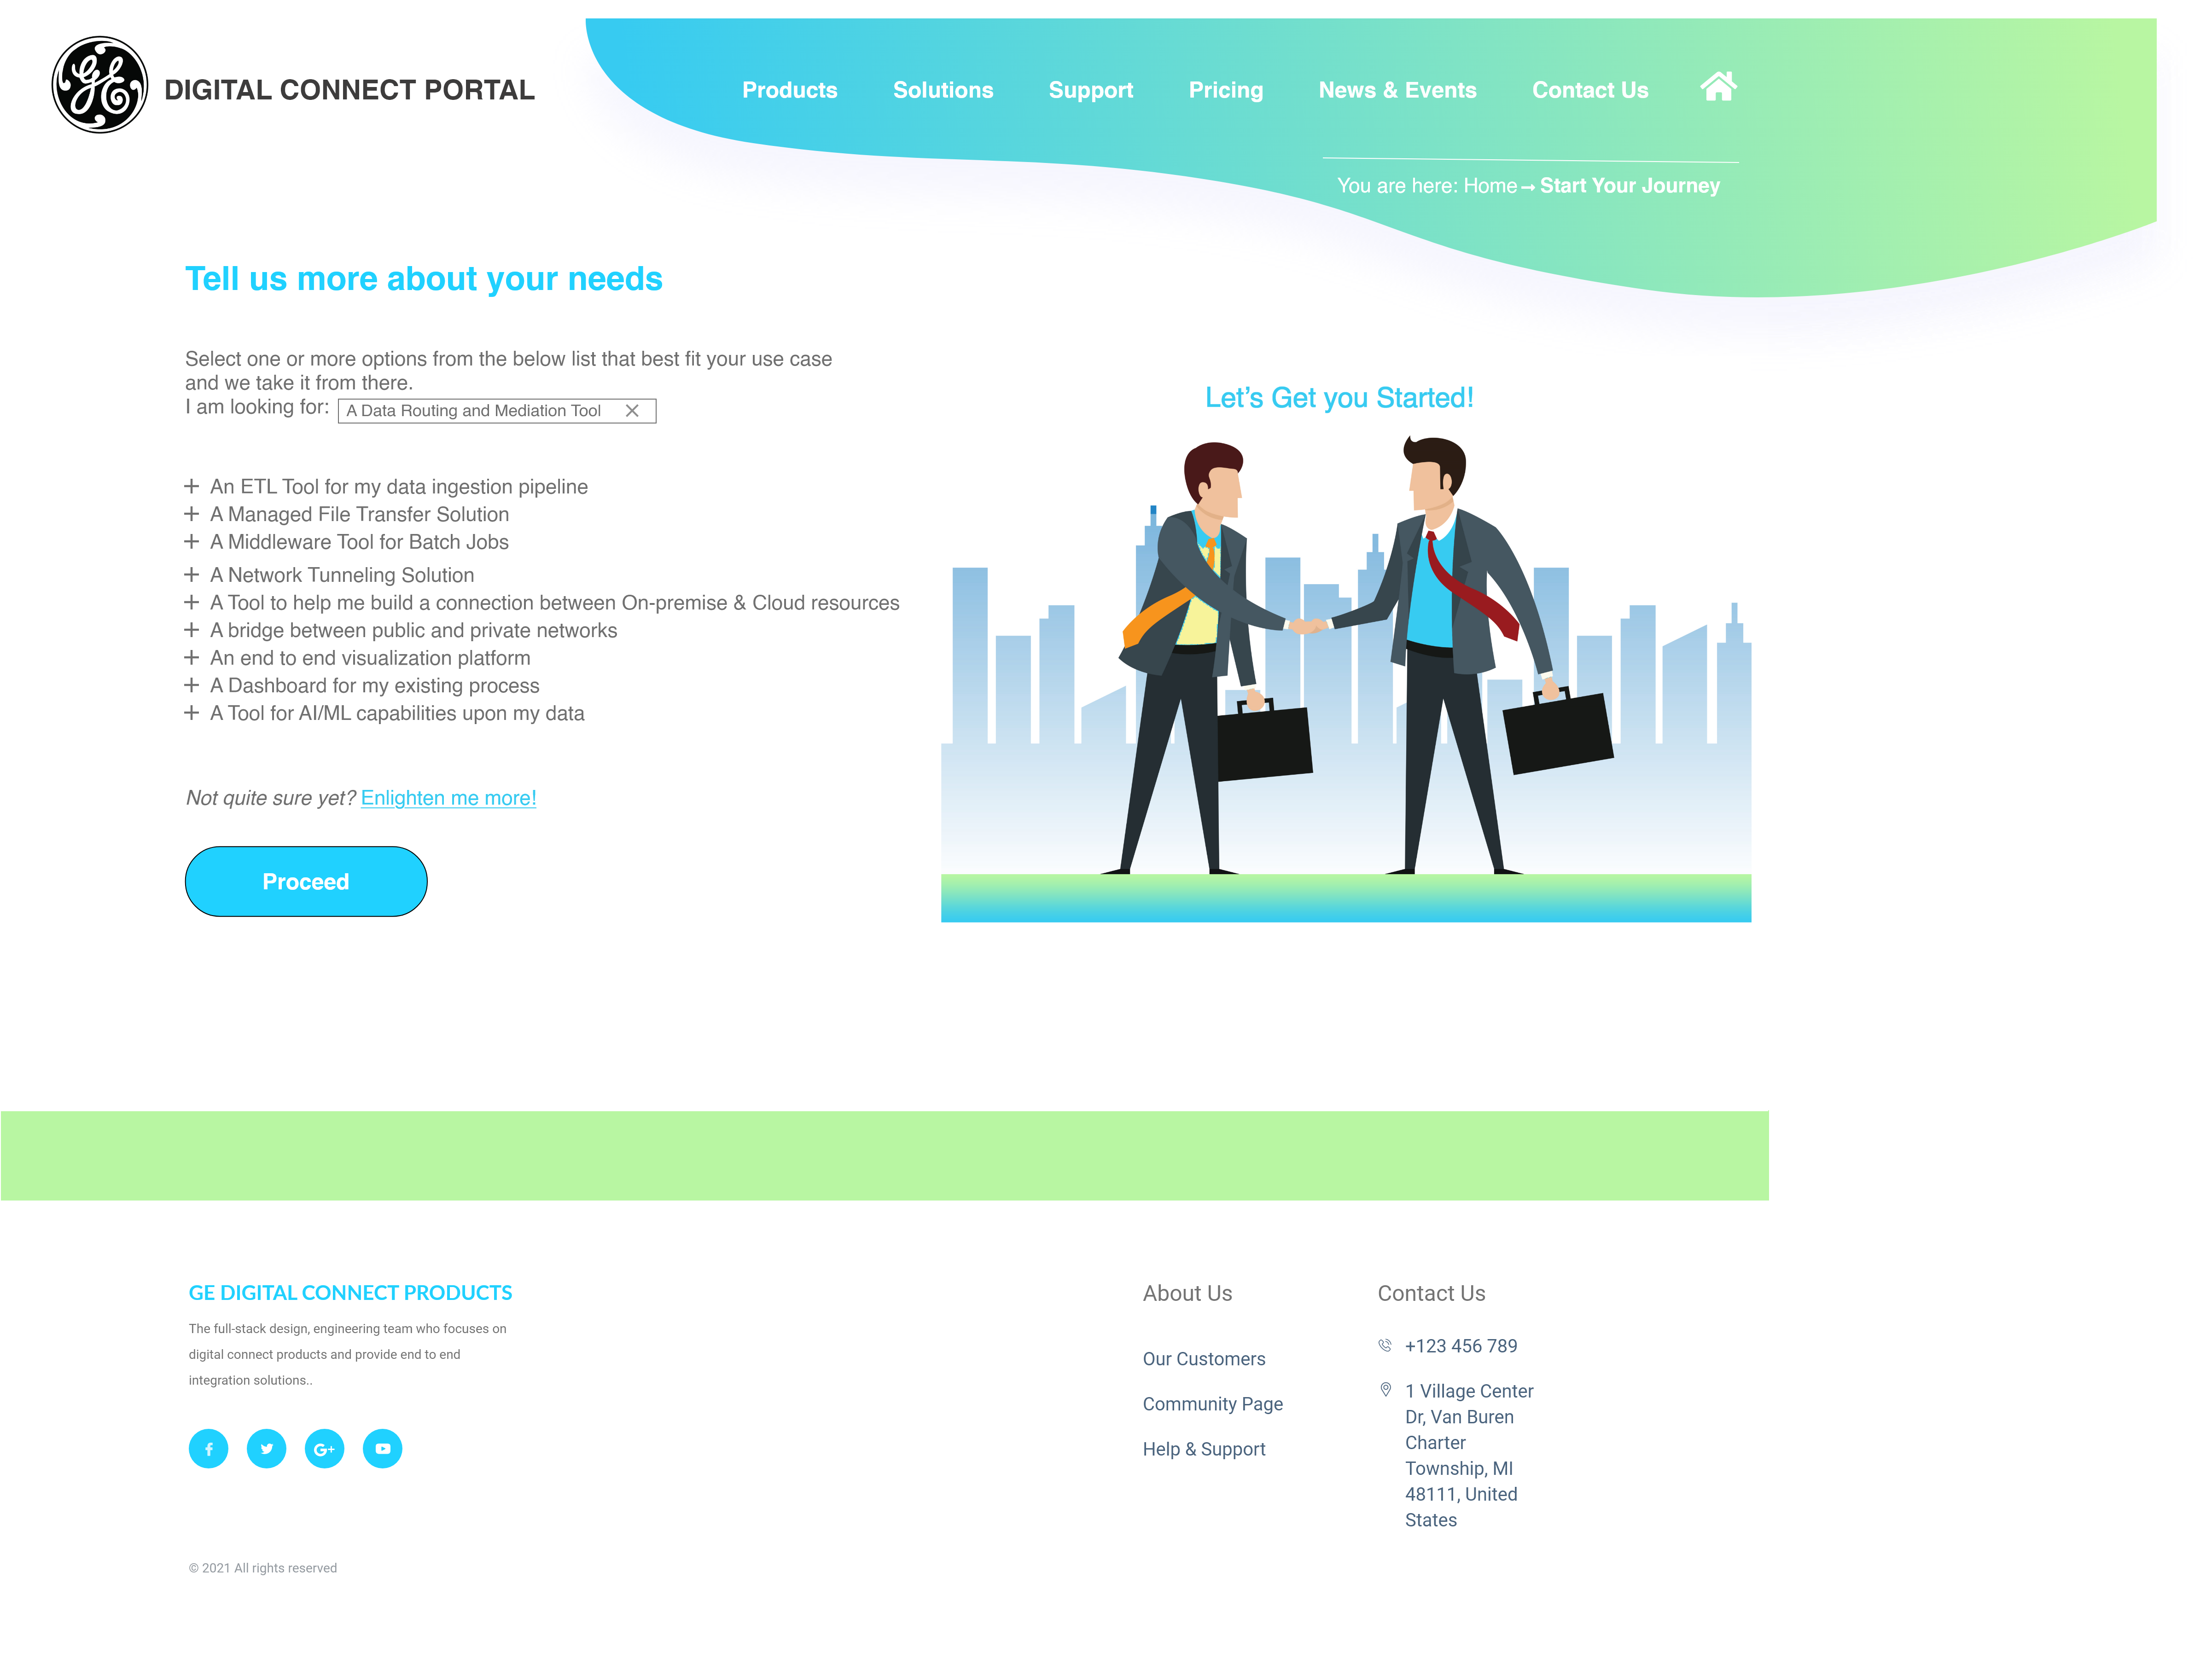 GE
DIGITAL CONNECT PORTAL
Products
Solutions
Support
Pricing
News & Events
Contact Us
You are here: Home → Start Your Journey
Tell us more about your needs
Select one or more options from the below list that best fit your use case
and we take it from there.
I am looking for: A Data Routing and Mediation Tool ×
+ An ETL Tool for my data ingestion pipeline
+ A Managed File Transfer Solution
+ A Middleware Tool for Batch Jobs
+ A Network Tunneling Solution
+ A Tool to help me build a connection between On-premise & Cloud resources
+ A bridge between public and private networks
+ An end to end visualization platform
+ A Dashboard for my existing process
+ A Tool for AI/ML capabilities upon my data
Not quite sure yet? Enlighten me more!
Proceed
Let’s Get you Started!
GE DIGITAL CONNECT PRODUCTS
The full-stack design, engineering team who focuses on
digital connect products and provide end to end
integration solutions..
f
G+
About Us
Our Customers
Community Page
Help & Support
Contact Us
+123 456 789
1 Village Center
Dr, Van Buren
Charter
Township, MI
48111, United
States
© 2021 All rights reserved